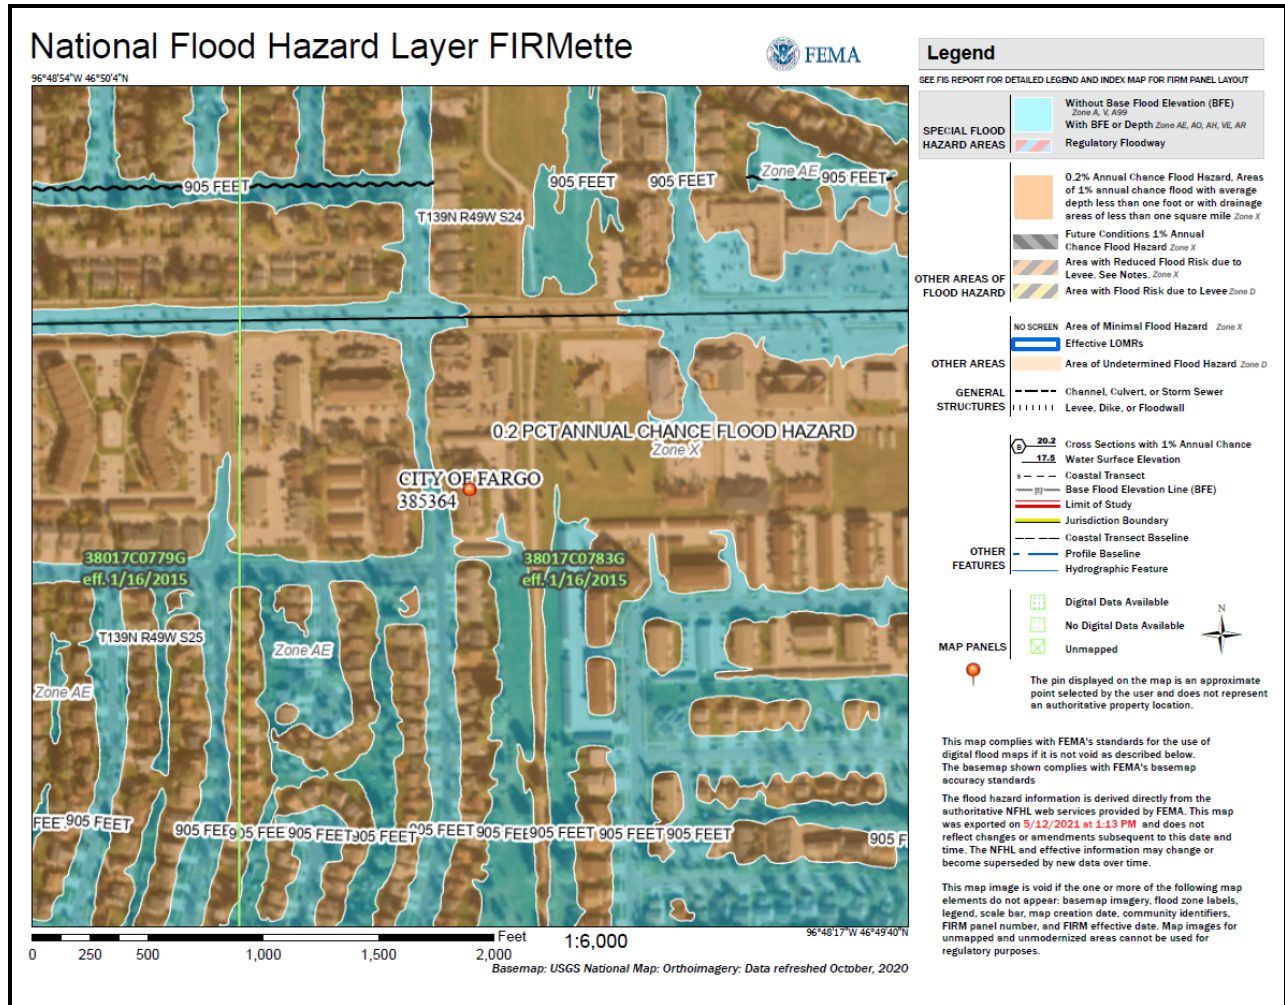 National Flood Hazard Layer FIRMette
FEMA
96°48'54"W 46°50'4"N
905 FEET
905 FEET
905 FEET
Zone AE
905 FEET
T139N R49W S24
0.2 PCT ANNUAL CHANCE FLOOD HAZARD
Zone X
CITY OF FARGO
385364
38017C0779G
eff. 1/16/2015
38017C0783G
eff. 1/16/2015
T139N R49W S25
Zone AE
Zone AE
905 FEET
905 FEET
905 FEET
905 FEET
905 FEET
905 FEET
905 FEET
96°48'17"W 46°49'40"N
Feet
1:6,000
0 250 500 1,000 1,500 2,000
Basemap: USGS National Map: Orthoimagery: Data refreshed October, 2020
Legend
SEE FIS REPORT FOR DETAILED LEGEND AND INDEX MAP FOR FIRM PANEL LAYOUT
SPECIAL FLOOD
HAZARD AREAS
Without Base Flood Elevation (BFE)
Zone A, V, A99
With BFE or Depth Zone AE, AO, AH, VE, AR
Regulatory Floodway
OTHER AREAS OF
FLOOD HAZARD
0.2% Annual Chance Flood Hazard, Areas
of 1% annual chance flood with average
depth less than one foot or with drainage
areas of less than one square mile Zone X
Future Conditions 1% Annual
Chance Flood Hazard Zone X
Area with Reduced Flood Risk due to
Levee. See Notes. Zone X
Area with Flood Risk due to Levee Zone D
OTHER AREAS
NO SCREEN Area of Minimal Flood Hazard Zone X
Effective LOMRs
Area of Undetermined Flood Hazard Zone D
GENERAL
STRUCTURES
Channel, Culvert, or Storm Sewer
Levee, Dike, or Floodwall
OTHER
FEATURES
B 20.2 Cross Sections with 1% Annual Chance
17.5 Water Surface Elevation
8 Coastal Transect
Base Flood Elevation Line (BFE)
Limit of Study
Jurisdiction Boundary
Coastal Transect Baseline
Profile Baseline
Hydrographic Feature
MAP PANELS
Digital Data Available
No Digital Data Available
Unmapped
N
The pin displayed on the map is an approximate
point selected by the user and does not represent
an authoritative property location.
This map complies with FEMA's standards for the use of
digital flood maps if it is not void as described below.
The basemap shown complies with FEMA's basemap
accuracy standards
The flood hazard information is derived directly from the
authoritative NFHL web services provided by FEMA. This map
was exported on 5/12/2021 at 1:13 PM and does not
reflect changes or amendments subsequent to this date and
time. The NFHL and effective information may change or
become superseded by new data over time.
This map image is void if the one or more of the following map
elements do not appear: basemap imagery, flood zone labels,
legend, scale bar, map creation date, community identifiers,
FIRM panel number, and FIRM effective date. Map images for
unmapped and unmodernized areas cannot be used for
regulatory purposes.